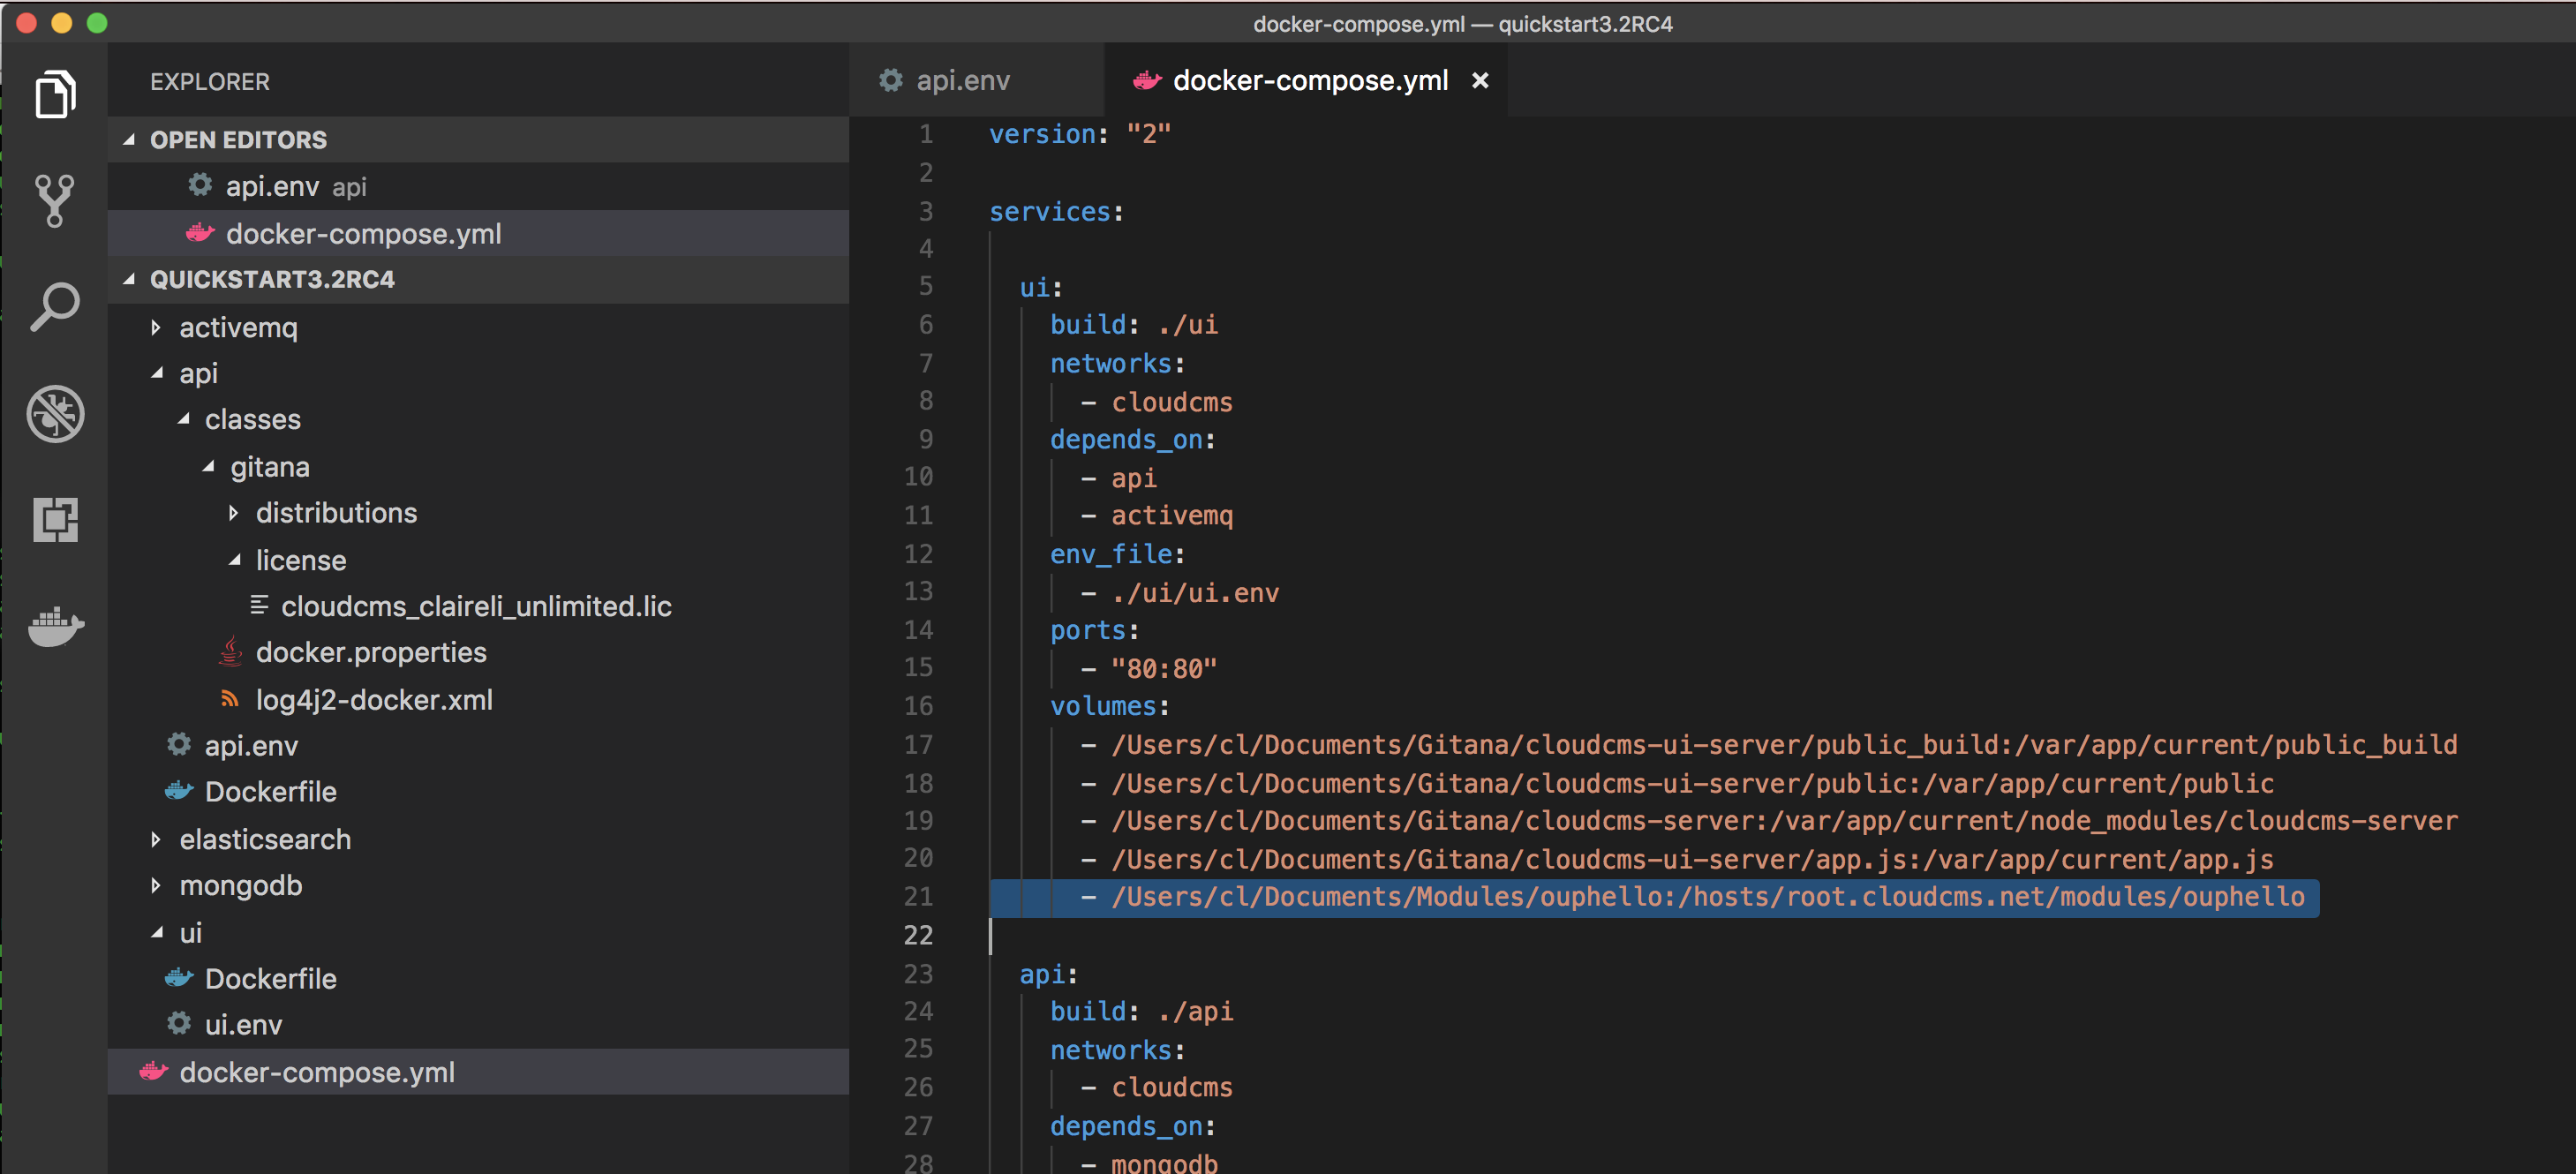 docker-compose.yml — quickstart3.2RC4
EXPLORER
OPEN EDITORS
api.env api
docker-compose.yml
QUICKSTART3.2RC4
activemq
api
classes
gitana
distributions
license
cloudcms_claireli_unlimited.lic
docker.properties
log4j2-docker.xml
api.env
Dockerfile
elasticsearch
mongodb
ui
Dockerfile
ui.env
docker-compose.yml
api.env docker-compose.yml ×
1 version: "2"
2
3 services:
4
5 ui:
6 build: ./ui
7 networks:
8 - cloudcms
9 depends_on:
10 - api
11 - activemq
12 env_file:
13 - ./ui/ui.env
14 ports:
15 - "80:80"
16 volumes:
17 - /Users/cl/Documents/Gitana/cloudcms-ui-server/public_build:/var/app/current/public_build
18 - /Users/cl/Documents/Gitana/cloudcms-ui-server/public:/var/app/current/public
19 - /Users/cl/Documents/Gitana/cloudcms-server:/var/app/current/node_modules/cloudcms-server
20 - /Users/cl/Documents/Gitana/cloudcms-ui-server/app.js:/var/app/current/app.js
21 - /Users/cl/Documents/Modules/ouphello:/hosts/root.cloudcms.net/modules/ouphello
22
23 api:
24 build: ./api
25 networks:
26 - cloudcms
27 depends_on:
28 - mongodb